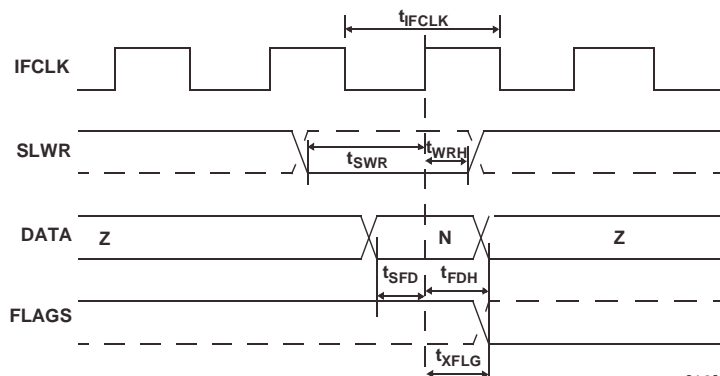 tIFCLK
IFCLK
SLWR
tSWR
tWRH
DATA
Z
N
Z
tSFD
tFDH
FLAGS
tXFLG